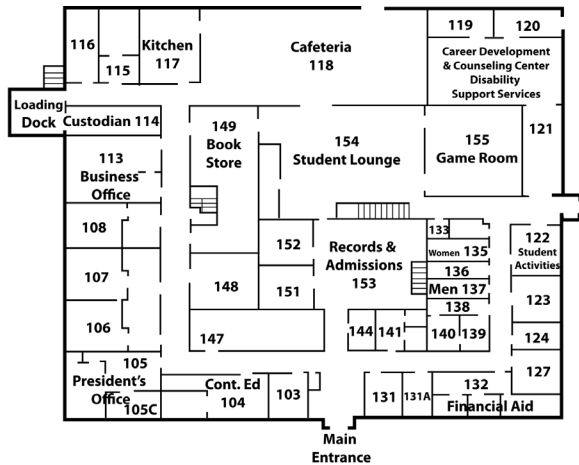 119
120
116
Kitchen
117
115
Cafeteria
118
Career Development
& Counseling Center
Disability
Support Services
Loading
Dock
Custodian 114
149
Book
Store
121
154
Student Lounge
155
Game Room
113
Business
Office
108
152
Records &
Admissions
153
133
Women 135
122
Student
Activities
136
107
148
151
Men 137
123
138
106
147
144
141
140
139
124
105
President's
Office
105C
Cont. Ed
104
103
131
131A
132
127
Financial Aid
Main
Entrance